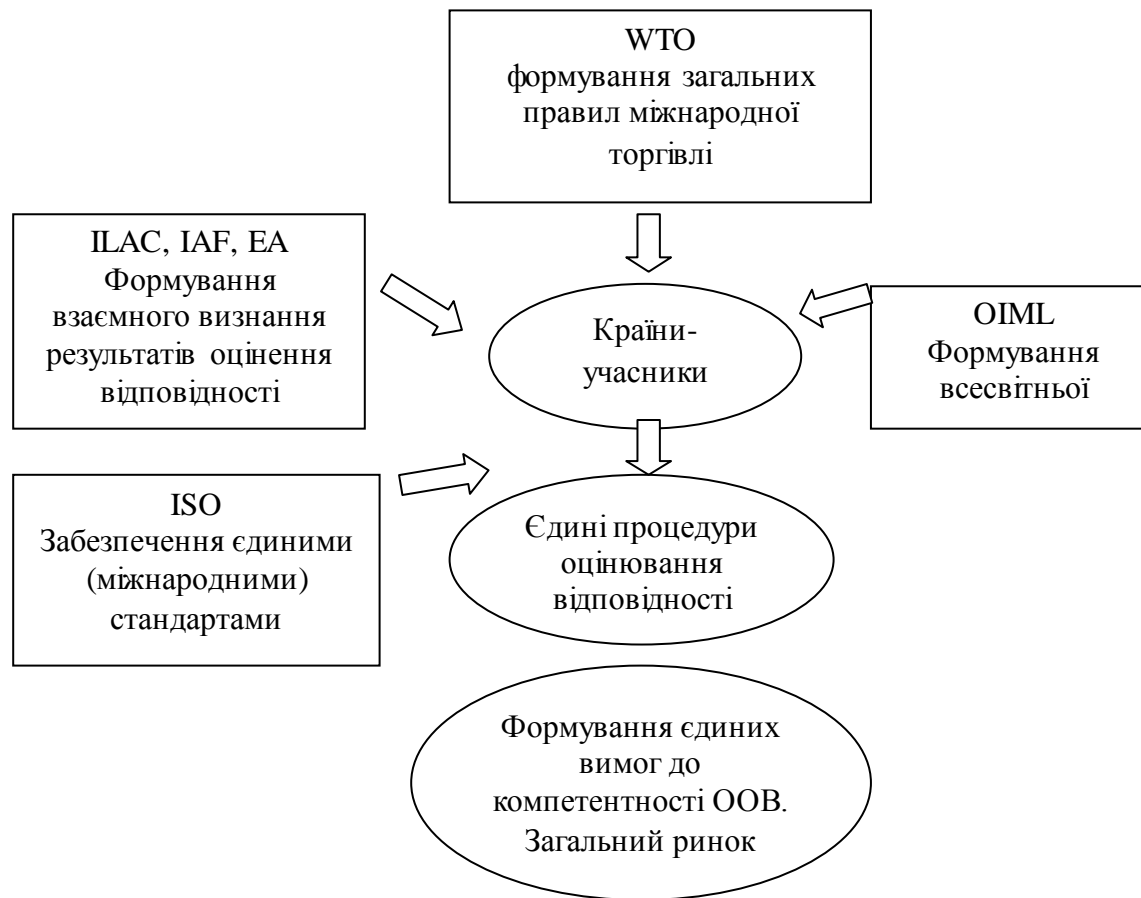 WTO
формування загальних
правил міжнародної
торгівлі
ILAC, IAF, EA
Формування
взаємного визнання
результатів оцінення
відповідності
Країни-
учасники
OIML
Формування
всесвітньої
ISO
Забезпечення єдиними
(міжнародними)
стандартами
Єдині процедури
оцінювання
відповідності
Формування єдиних
вимог до
компетентності ООВ.
Загальний ринок